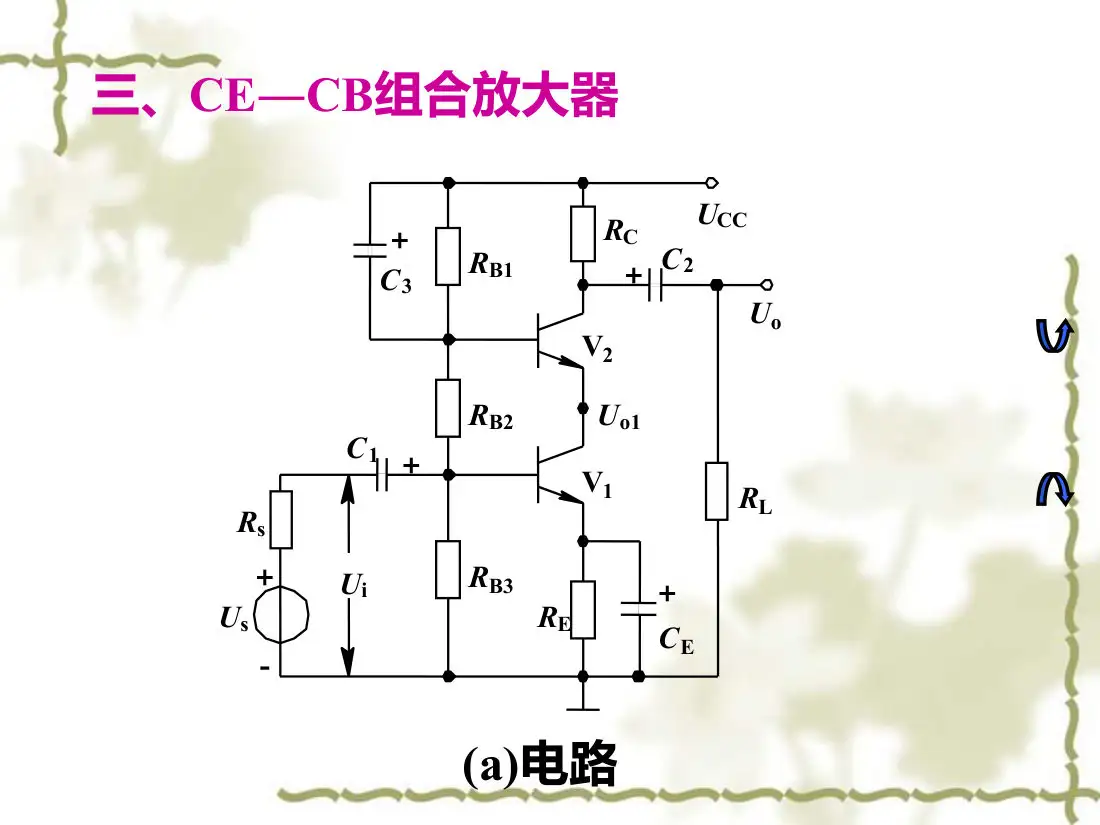 三、CE—CB组合放大器
UCC
RC
C2
+
+
C3
RB1
Uo
V2
RB2
Uo1
C1
+
V1
RL
Rs
+
Ui
RB3
+
Us
RE
CE
-
(a)电路